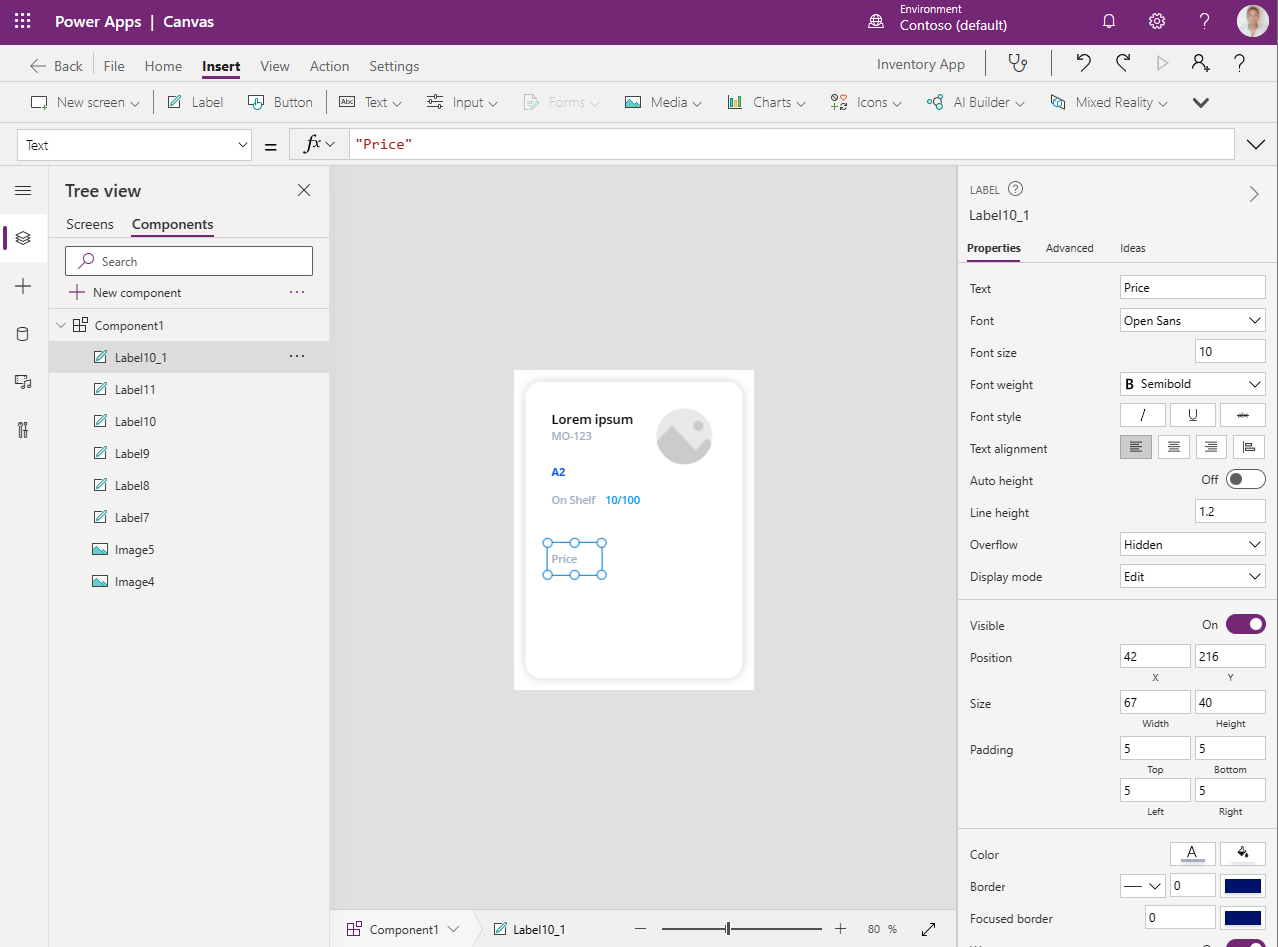 Power Apps | Canvas
Environment
Contoso (default)
?
Back File Home Insert View Action Settings
Inventory App
?
New screen Label Button Abc Text Input Forms Media Charts Icons AI Builder Mixed Reality
Text = fx "Price"
Tree view
Screens Components
Search
New component ...
Component1
Label10_1 ...
Label11
Label10
Label9
Label8
Label7
Image5
Image4
Lorem ipsum
MO-123
A2
On Shelf 10/100
Price
Component1 Label10_1
80 %
LABEL ?
Label10_1
Properties Advanced Ideas
Text Price
Font Open Sans
Font size 10
Font weight B Semibold
Font style / U abc
Text alignment
Auto height Off
Line height 1.2
Overflow Hidden
Display mode Edit
Visible On
Position 42 216
X Y
Size 67 40
Width Height
Padding 5 5
Top Bottom
5 5
Left Right
Color A
Border 0
Focused border 0